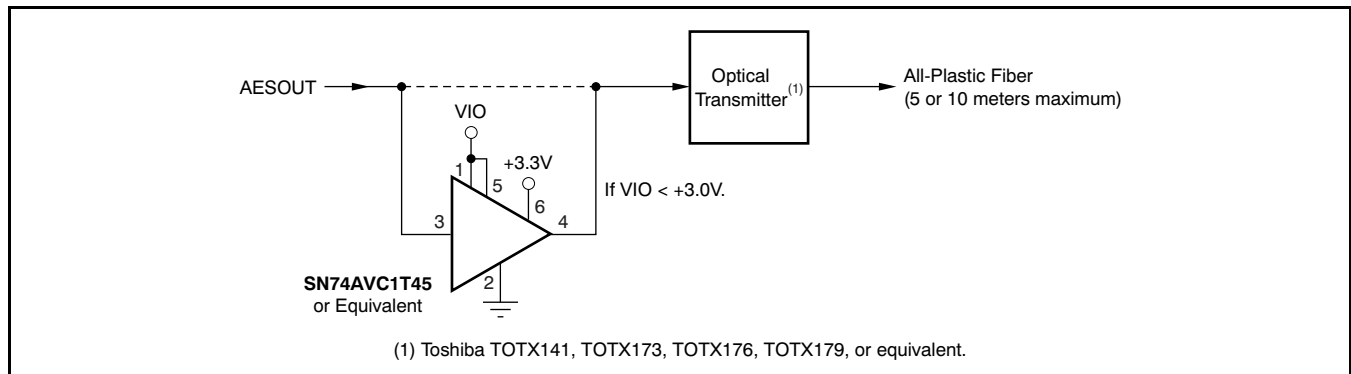 AESOUT
VIO
+3.3V
1
5
6
3
4
2
If VIO < +3.0V.
SN74AVC1T45
or Equivalent
Optical
Transmitter(1)
All-Plastic Fiber
(5 or 10 meters maximum)
(1) Toshiba TOTX141, TOTX173, TOTX176, TOTX179, or equivalent.